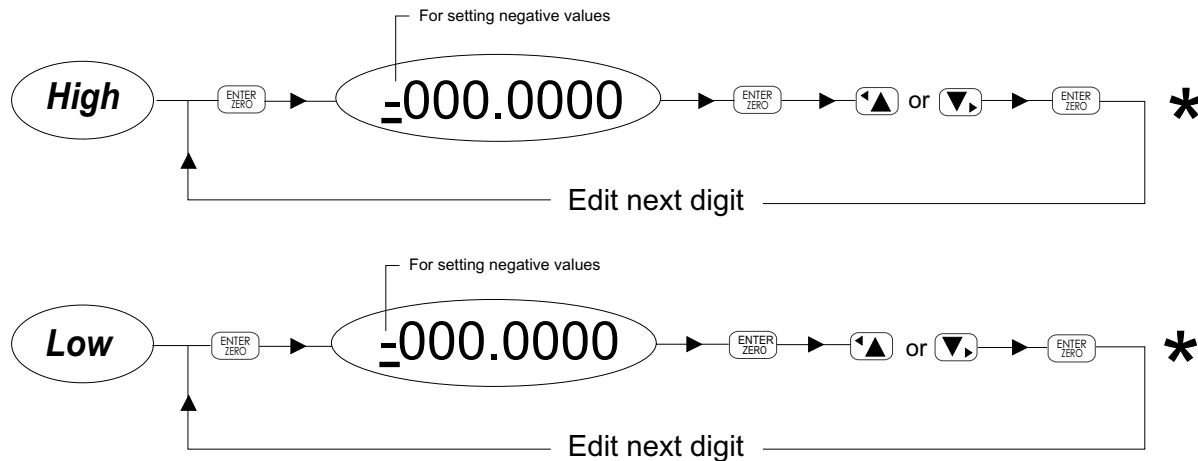 For setting negative values
High ENTER ZERO -000.0000 ENTER ZERO or ENTER ZERO *
Edit next digit
For setting negative values
Low ENTER ZERO -000.0000 ENTER ZERO or ENTER ZERO *
Edit next digit